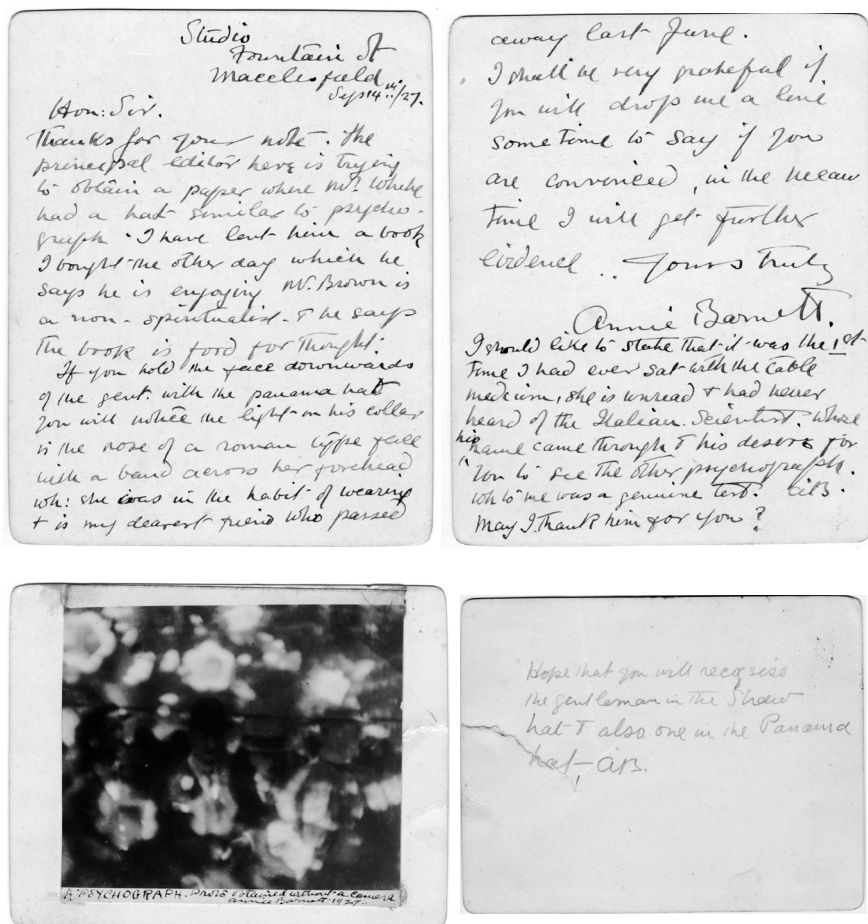 Studio
Fountain St
Macclesfield
Sep 14th/27.
Hon: Sir.
Thanks for your note. The
principal editor here is trying
to obtain a paper where Mr. White
had a hat similar to psycho-
graph. I have lent him a book
I bought the other day which he
says he is enjoying Mr. Brown is
a non-spiritualist & he says
the book is food for thought.
If you hold the face downwards
of the gent. with the panama hat
you will notice the light on his collar
is the nose of a roman type face
with a band across her forehead
wh: she was in the habit of wearing
& is my dearest friend who passed
away last June.
I shall be very grateful if
you will drop me a line
sometime to say if you
are convinced, in the mean
time I will get further
evidence.. Yours truly
Annie Barnett.
I should like to state that it was the 1st
time I had ever sat with the table
medium, she is unread & had never
heard of the Italian Scientist. Whose
name came through & his desire for
you to see the other psychograph.
wh to me was a genuine test. AB.
May I thank him for you?
A PSYCHOGRAPH. Photo obtained without a camera
Annie Barnett 1927
Hope that you will recognise
the gentleman in the Straw
hat & also one in the Panama
hat, AB.